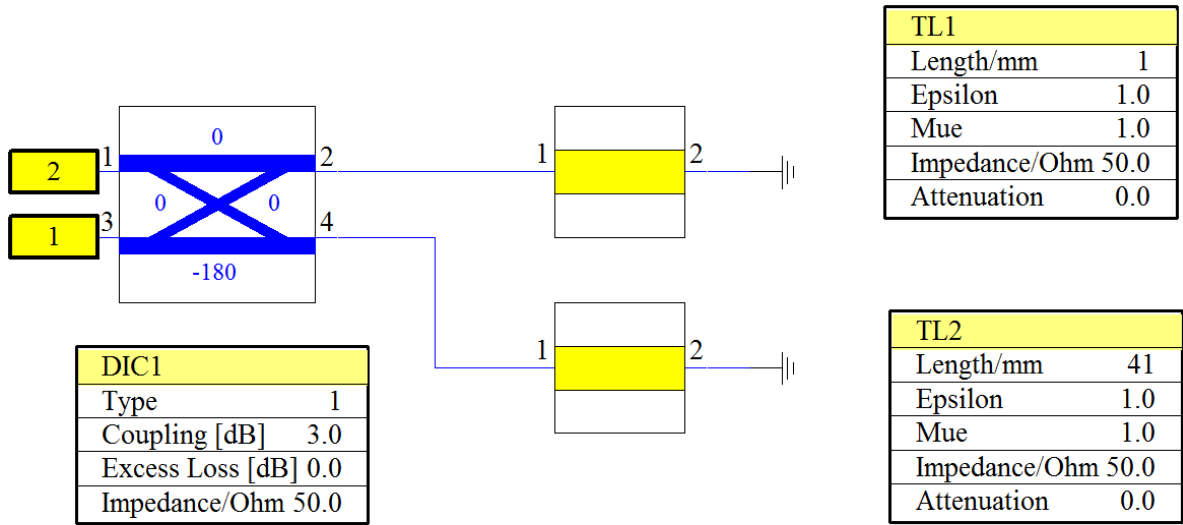 0
2 1 2
0 0
1 3 4
-180
1 2
1 2
DIC1
Type 1
Coupling [dB] 3.0
Excess Loss [dB] 0.0
Impedance/Ohm 50.0
TL1
Length/mm 1
Epsilon 1.0
Mue 1.0
Impedance/Ohm 50.0
Attenuation 0.0
TL2
Length/mm 41
Epsilon 1.0
Mue 1.0
Impedance/Ohm 50.0
Attenuation 0.0